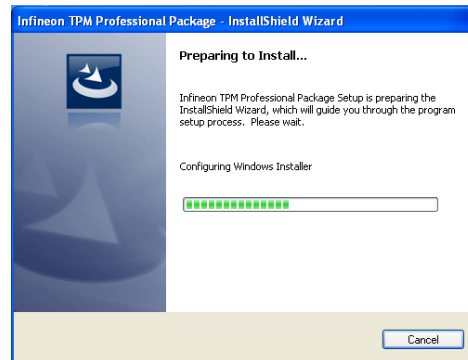 Infineon TPM Professional Package - InstallShield Wizard
Preparing to Install...
Infineon TPM Professional Package Setup is preparing the
InstallShield Wizard, which will guide you through the program
setup process.  Please wait.
Configuring Windows Installer
Cancel